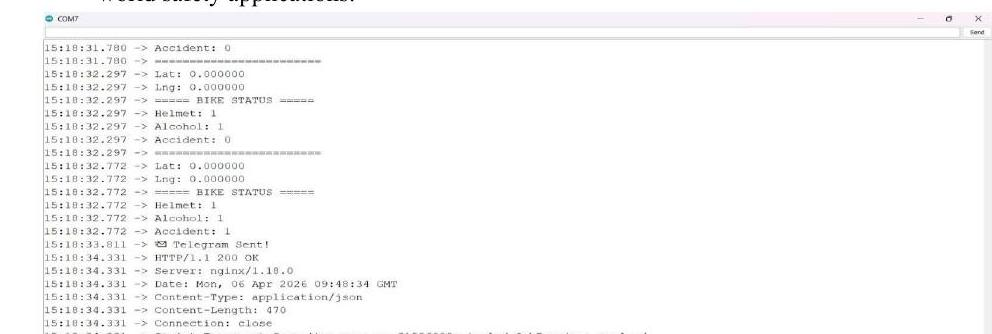 world safety applications.
COM7
Send
15:18:31.780 -> Accident: 0
15:18:31.780 -> =========================
15:18:32.297 -> Lat: 0.000000
15:18:32.297 -> Lng: 0.000000
15:18:32.297 -> ===== BIKE STATUS =====
15:18:32.297 -> Helmet: 1
15:18:32.297 -> Alcohol: 1
15:18:32.297 -> Accident: 0
15:18:32.297 -> =========================
15:18:32.772 -> Lat: 0.000000
15:18:32.772 -> Lng: 0.000000
15:18:32.772 -> ===== BIKE STATUS =====
15:18:32.772 -> Helmet: 1
15:18:32.772 -> Alcohol: 1
15:18:32.772 -> Accident: 1
15:18:33.811 -> 📩 Telegram Sent!
15:18:34.331 -> HTTP/1.1 200 OK
15:18:34.331 -> Server: nginx/1.18.0
15:18:34.331 -> Date: Mon, 06 Apr 2026 09:48:34 GMT
15:18:34.331 -> Content-Type: application/json
15:18:34.331 -> Content-Length: 470
15:18:34.331 -> Connection: close